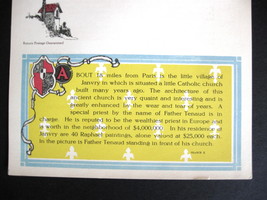 ABOUT 18 miles from Paris is the little village of
Janvry in which is situated a little Catholic church
built many years ago. The architecture of this
ancient church is very quaint and interesting and is
greatly enhanced by the wear and tear of years. A
special priest by the name of Father Tenaud is in
charge. He is reputed to be the wealthiest priest in Europe and
is worth in the neighborhood of $4,000,000. In his residence in
Janvry are 40 Raphael paintings, alone valued at $25,000 each.
In the picture is Father Tenaud standing in front of his church.